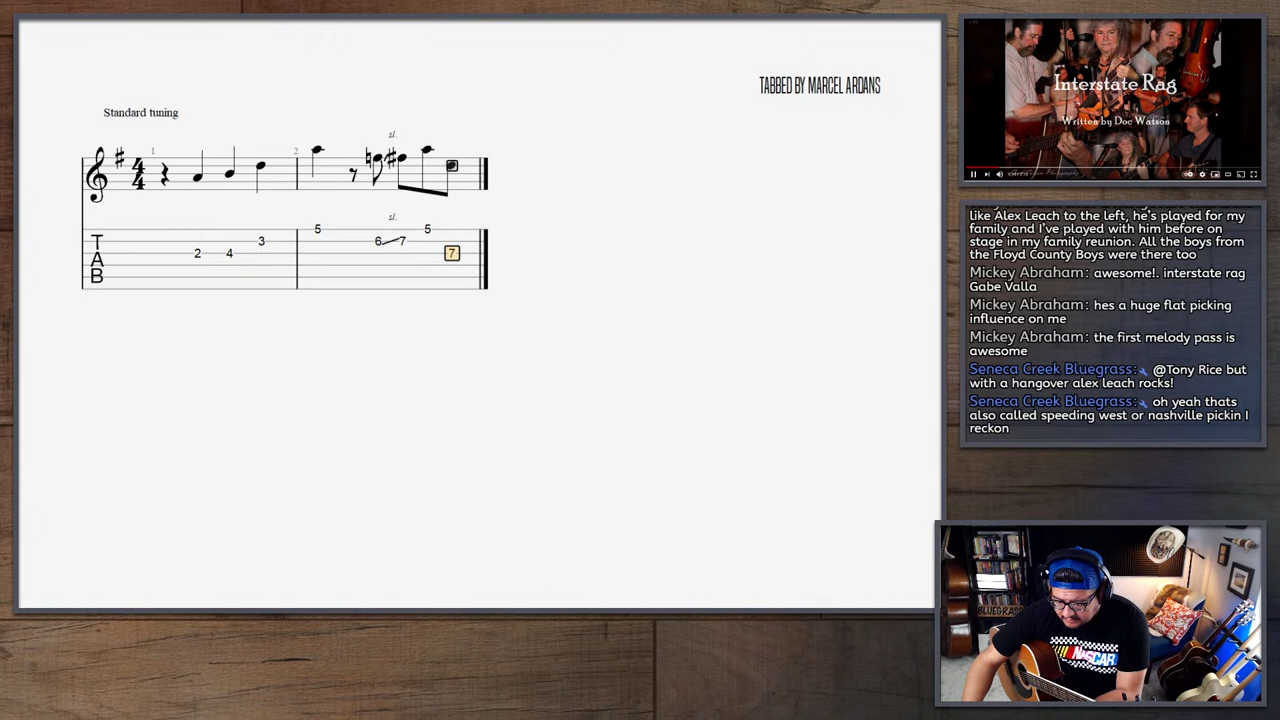 TABBED BY MARCEL ARDANS
Standard tuning
1
2
sl.
4
4
sl.
T
A
B
2
4
3
5
6
7
5
7
Interstate Rag
Written by Doc Watson
like Alex Leach to the left, he's played for my
family and I've played with him before on
stage in my family reunion. All the boys from
the Floyd County Boys were there too
Mickey Abraham: awesome!. interstate rag
Gabe Valla
Mickey Abraham: hes a huge flat picking
influence on me
Mickey Abraham: the first melody pass is
awesome
Seneca Creek Bluegrass: @Tony Rice but
with a hangover alex leach rocks!
Seneca Creek Bluegrass: oh yeah thats
also called speeding west or nashville pickin I
reckon
BLUEGRASS
NASCAR